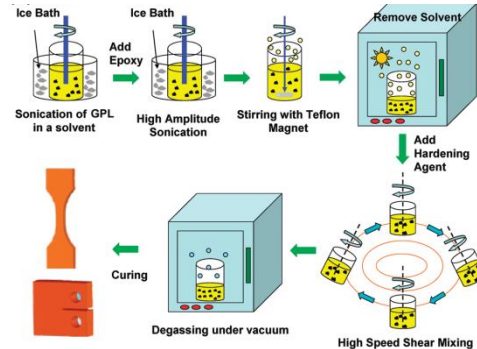 Ice Bath
Ice Bath
Remove Solvent
Add
Epoxy
Sonication of GPL
in a solvent
High Amplitude
Sonication
Stirring with Teflon
Magnet
Add
Hardening
Agent
Curing
Degassing under vacuum
High Speed Shear Mixing